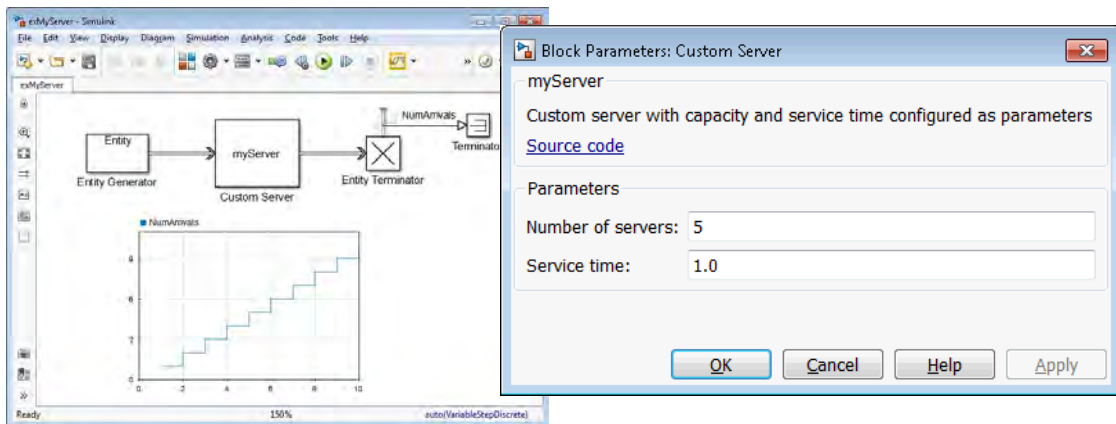 exMyServer - Simulink
File Edit View Display Diagram Simulation Analysis Code Tools Help
exMyServer
Entity
Entity Generator
myServer
Custom Server
Entity Terminator
NumArrivals
Terminato
NumArrivals
0 2 4 6 8 10
Ready 150% auto(VariableStepDiscrete)
Block Parameters: Custom Server
myServer
Custom server with capacity and service time configured as parameters
Source code
Parameters
Number of servers: 5
Service time: 1.0
OK Cancel Help Apply